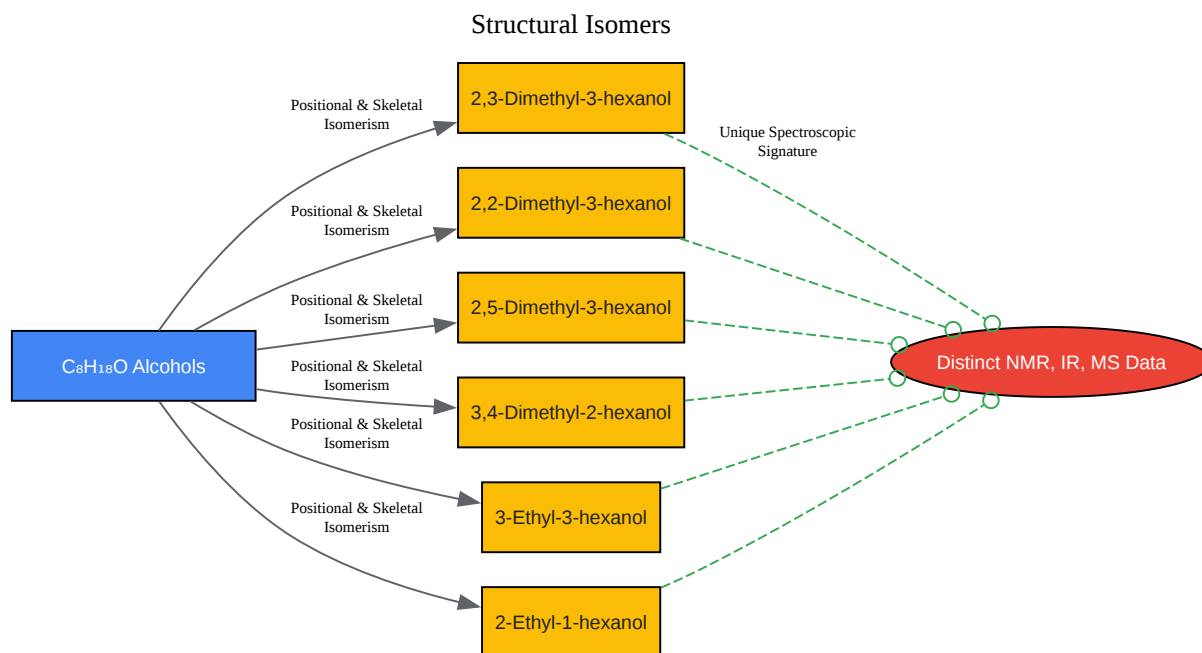 Structural Isomers
Positional & Skeletal
Isomerism
2,3-Dimethyl-3-hexanol
Unique Spectroscopic
Signature
Positional & Skeletal
Isomerism
2,2-Dimethyl-3-hexanol
Positional & Skeletal
Isomerism
2,5-Dimethyl-3-hexanol
C₈H₁₈O Alcohols
Distinct NMR, IR, MS Data
Positional & Skeletal
Isomerism
3,4-Dimethyl-2-hexanol
Positional & Skeletal
Isomerism
3-Ethyl-3-hexanol
Positional & Skeletal
Isomerism
2-Ethyl-1-hexanol